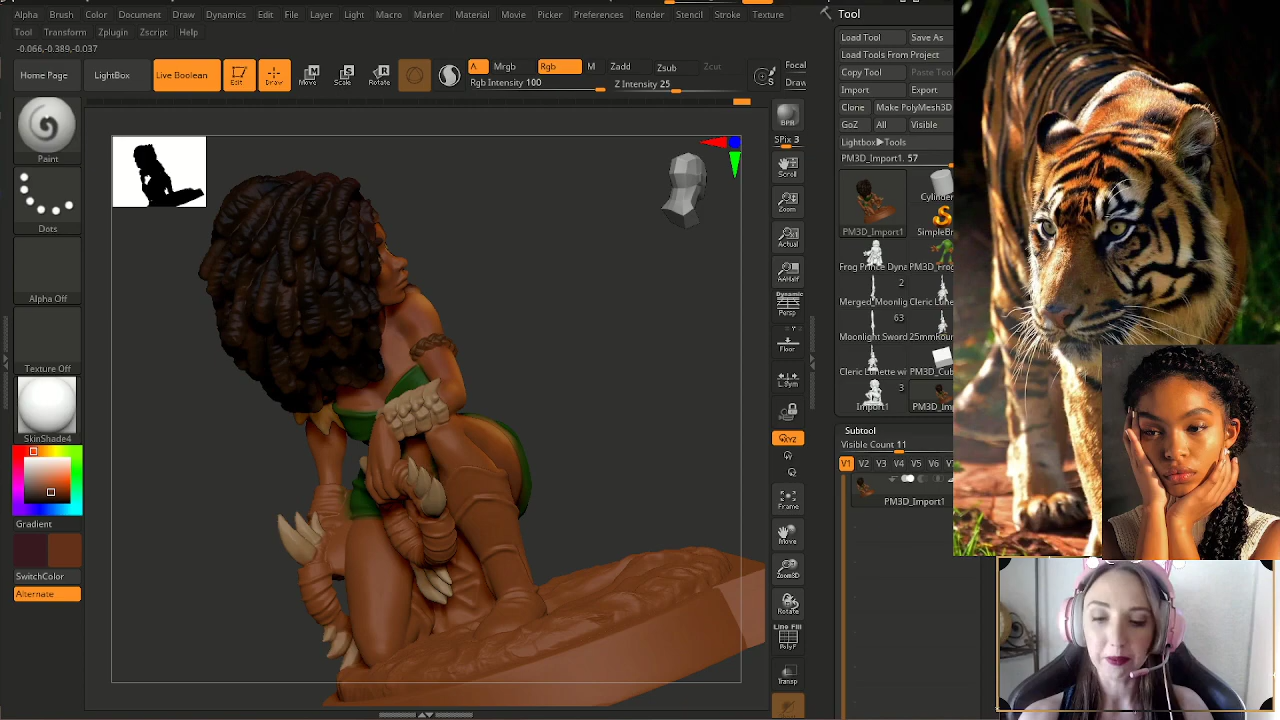 Alpha Brush Color Document Draw Dynamics Edit File Layer Light Macro Marker Material Movie Picker Preferences Render Stencil Stroke Texture
Tool Transform Zplugin Zscript Help
-0.066,-0.389,-0.037
Home Page LightBox Live Boolean Edit Draw Move Scale Rotate A Mrgb Rgb M Zadd Zsub Zcut Focal
Rgb Intensity 100 Z Intensity 25 Draw
Paint
Dots
Alpha Off
Texture Off
SkinShade4
Gradient
SwitchColor
Alternate
BPR
SPix 3
Scroll
Zoom
Actual
AAHalf
Dynamic
Persp
Floor
L.Sym
XYZ
Frame
Move
Zoom3D
Rotate
Line Fill
PolyF
Transp
Tool
Load Tool Save As
Load Tools From Project
Copy Tool Paste Tool
Import Export
Clone Make PolyMesh3D
GoZ All Visible
Lightbox▶Tools
PM3D_Import1. 57
Cylinder
PM3D_Import1 SimpleBr
Frog Prince Dyna PM3D_Frog
2
Merged_Moonlig Cleric Lunet
63
Moonlight Sword 25mmRou
Cleric Lunette wi PM3D_Cub
3
Import1 PM3D_Im
Subtool
Visible Count 11
V1 V2 V3 V4 V5 V6 V
PM3D_Import1